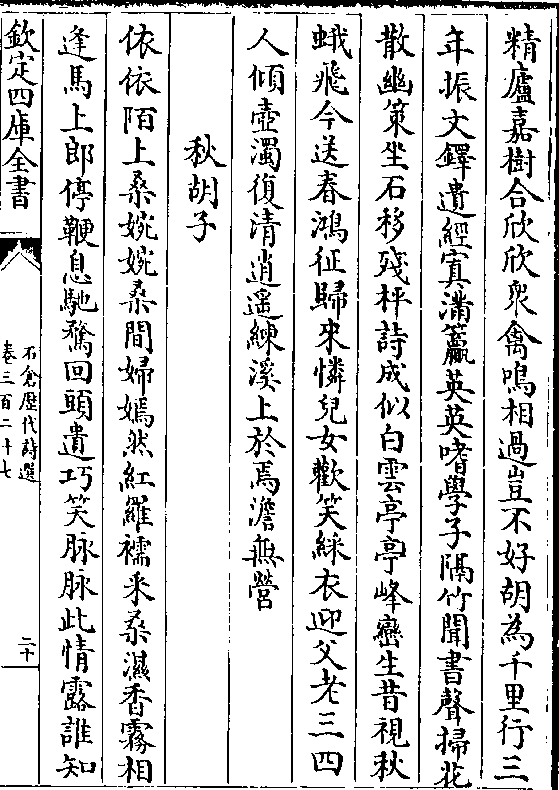 精廬嘉樹合欣欣衆禽鳴相過豈不好胡為千里行三
年振文鐸遺經寘滿籯英英嗜學子隔竹聞書聲掃花
散幽策坐石移殘枰詩成似白雲亭亭峰巒生昔視秋
蛾飛今送春鴻征歸來憐兒女歡笑綵衣迎父老三四
人傾壺濁復清逍遥練溪上於焉澹無營
秋胡子
依依陌上桑婉婉桑間婦嫣然紅羅襦采桑濕香霧相
逢馬上郎停鞭息馳騖回頭遺巧笑脉脉此情露誰知
欽定四庫全書
石倉歷代詩選
卷三百二十七
二十